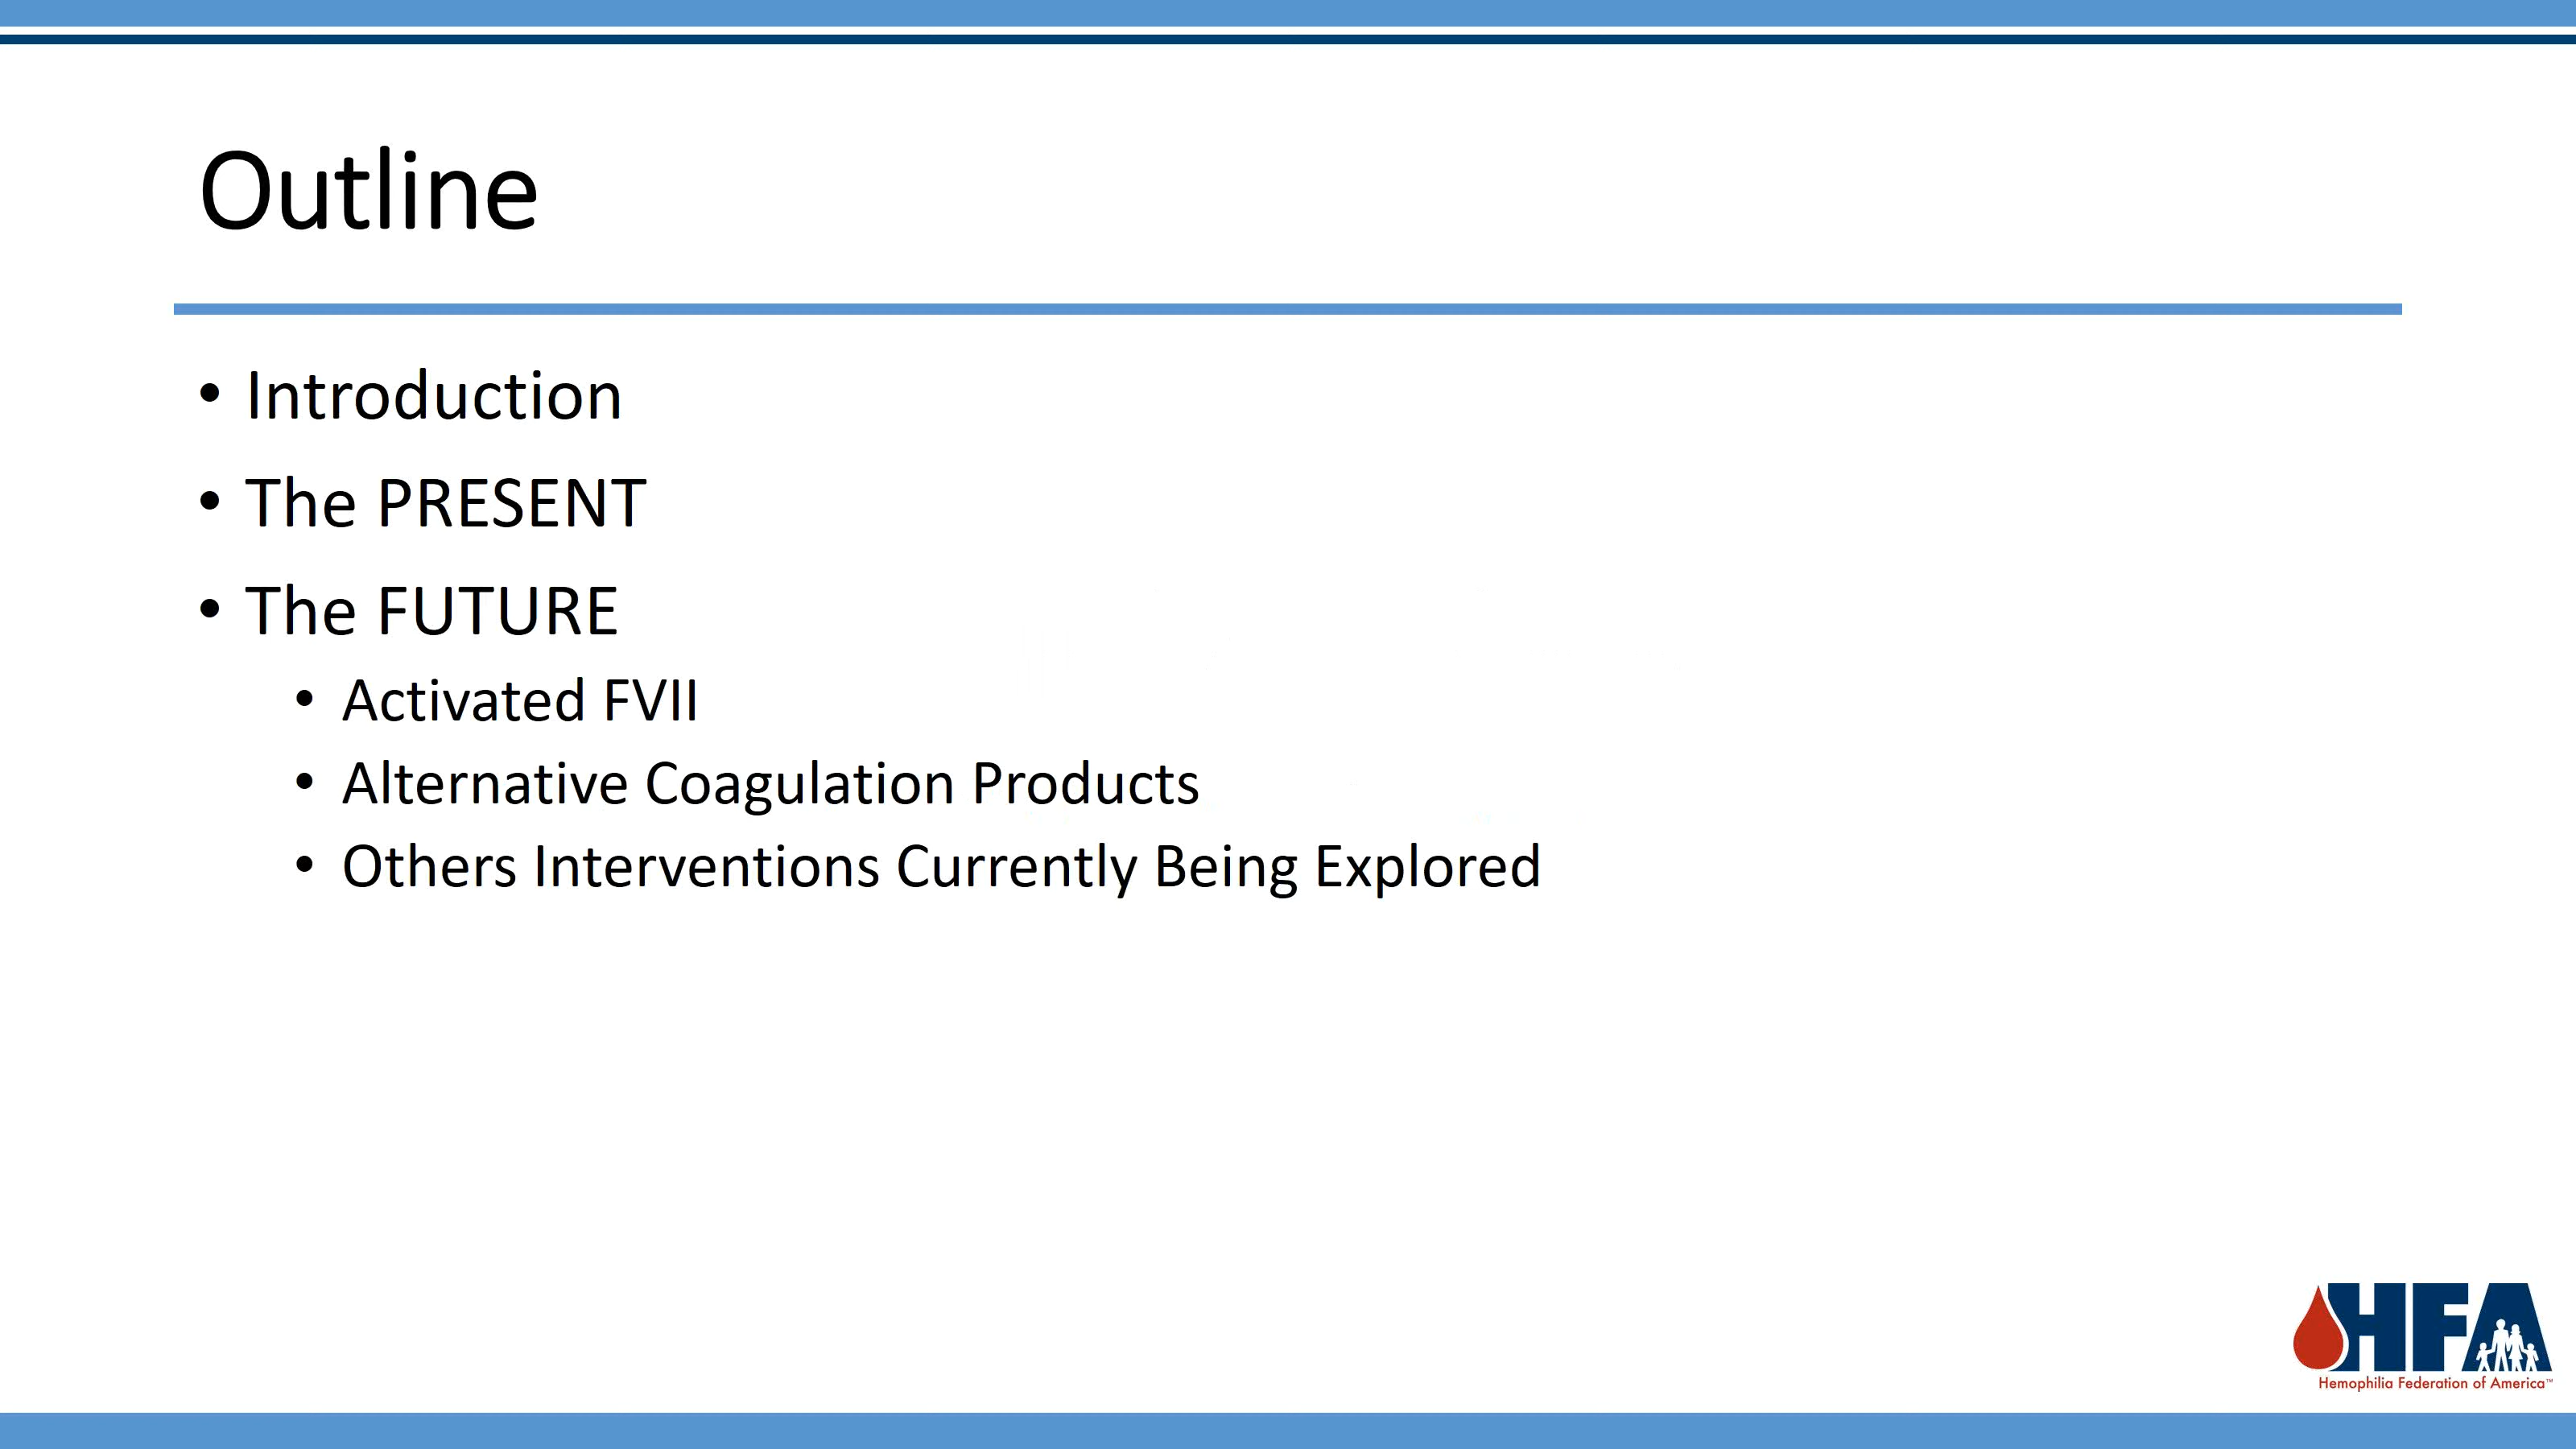 Outline
• Introduction
• The PRESENT
• The FUTURE
• Activated FVII
• Alternative Coagulation Products
• Others Interventions Currently Being Explored
HFA
Hemophilia Federation of America™